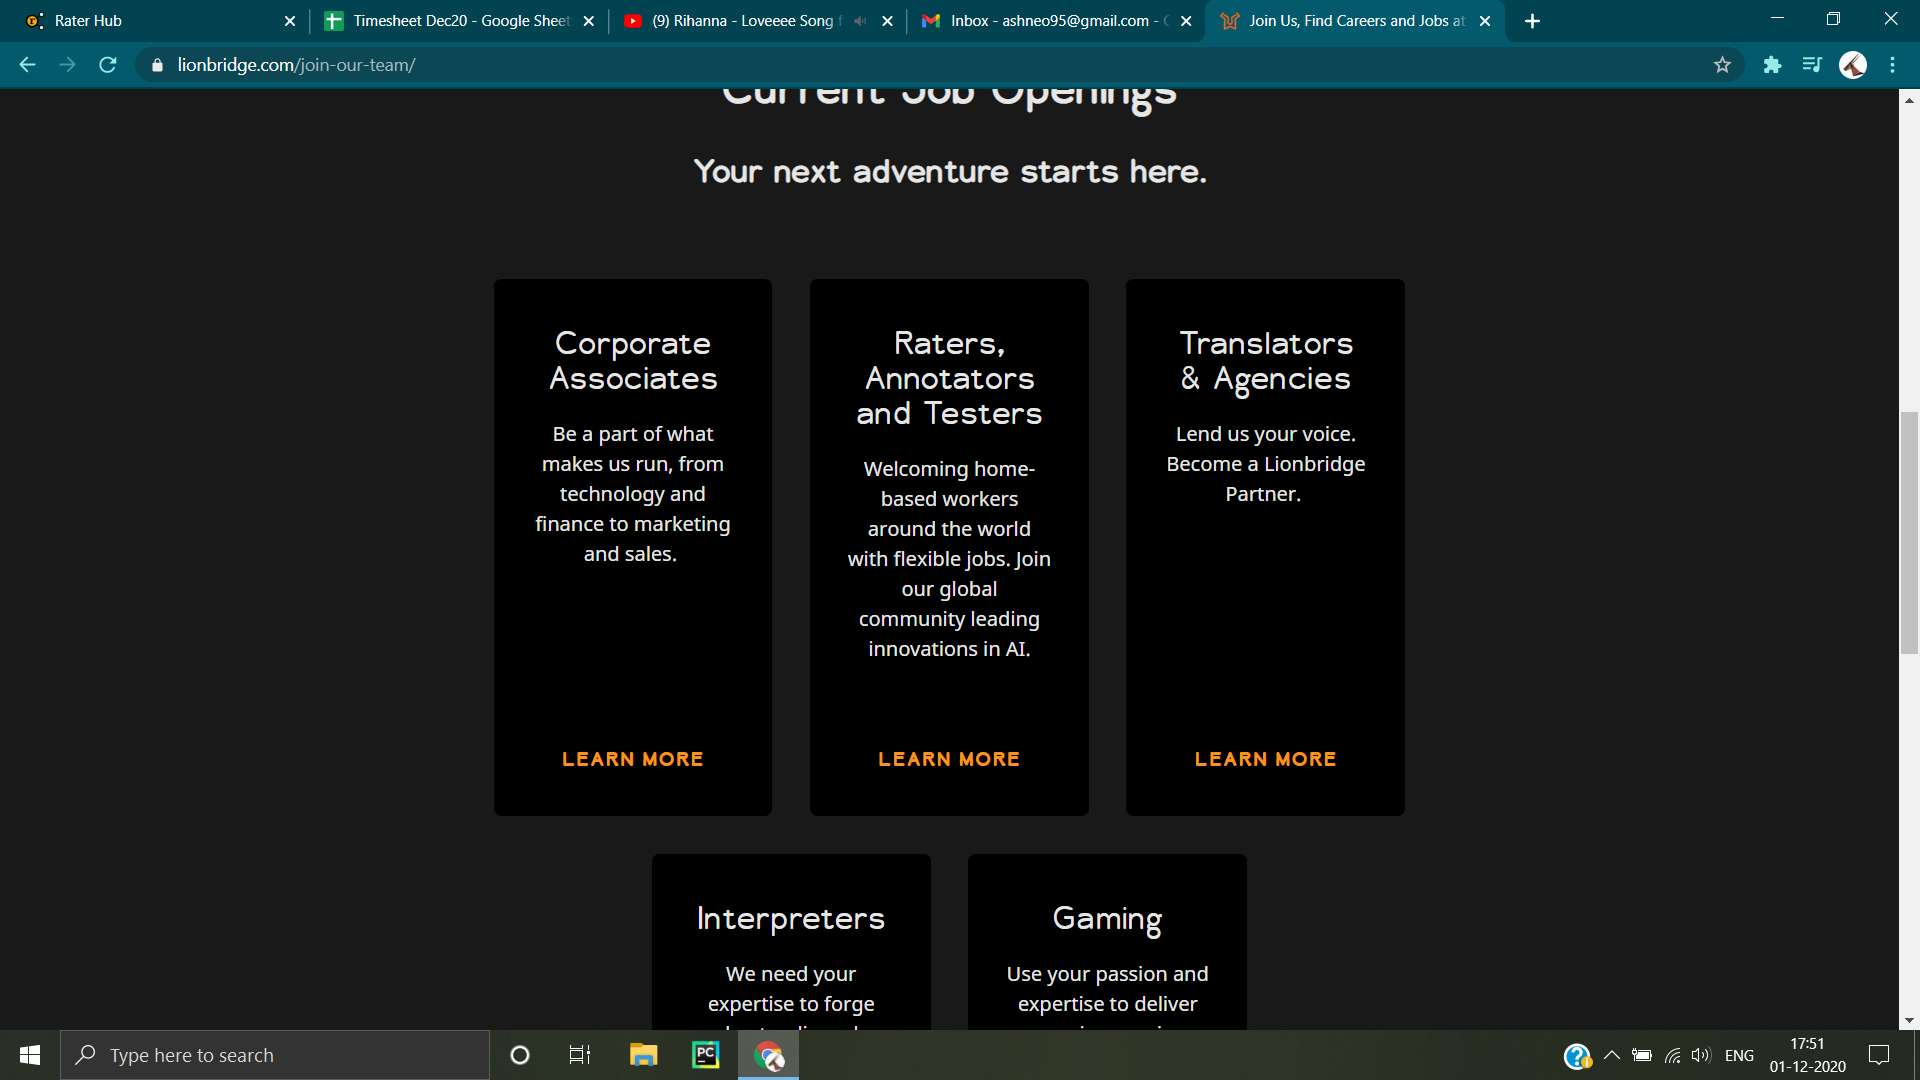 Rater Hub
Timesheet Dec20 - Google Sheet
(9) Rihanna - Loveeee Song f
Inbox - ashneo95@gmail.com -
Join Us, Find Careers and Jobs at
lionbridge.com/join-our-team/
Current Job Openings
Your next adventure starts here.
Corporate
Associates
Be a part of what
makes us run, from
technology and
finance to marketing
and sales.
LEARN MORE
Raters,
Annotators
and Testers
Welcoming home-
based workers
around the world
with flexible jobs. Join
our global
community leading
innovations in AI.
LEARN MORE
Translators
& Agencies
Lend us your voice.
Become a Lionbridge
Partner.
LEARN MORE
Interpreters
We need your
expertise to forge
Gaming
Use your passion and
expertise to deliver
Type here to search
PC
ENG
17:51
01-12-2020